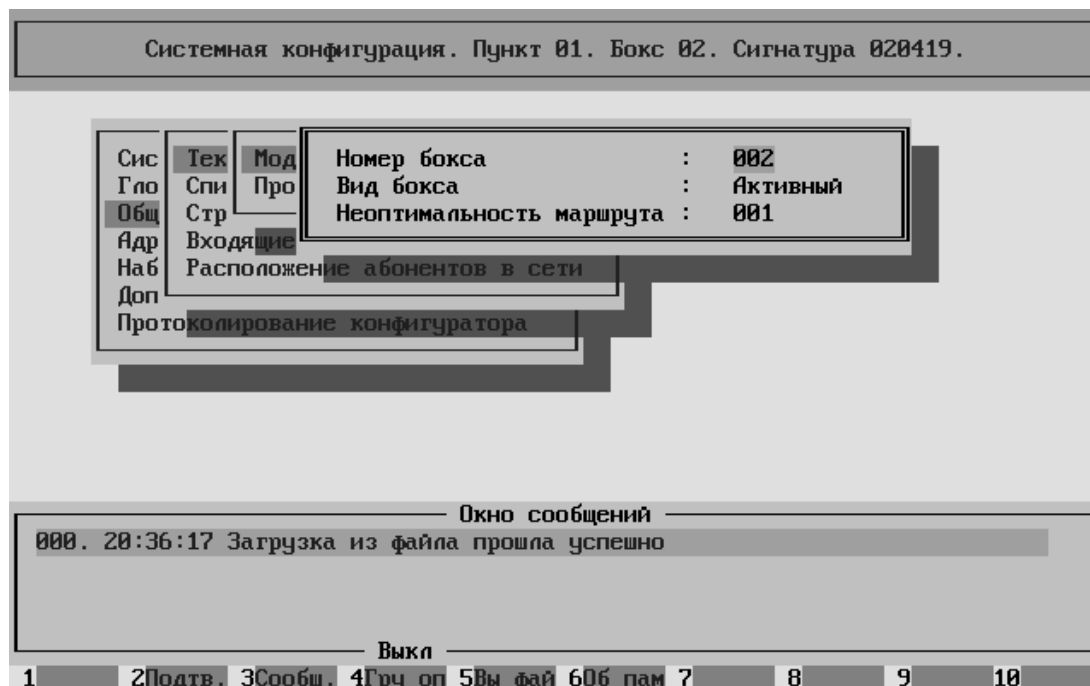 Системная конфигурация. Пункт 01. Бокс 02. Сигнатура 020419.
Сис Тек Мод Номер бокса : 002
Гло Спи Про Вид бокса : Активный
Общ Стр Неоптимальность маршрута : 001
Адр Входящие
Наб Расположение абонентов в сети
Доп
Протоколирование конфигуратора
Окно сообщений
000. 20:36:17 Загрузка из файла прошла успешно
Выкл
1 2Подтв. 3Сообщ. 4Гру оп 5Вы фай 6Об пам 7 8 9 10